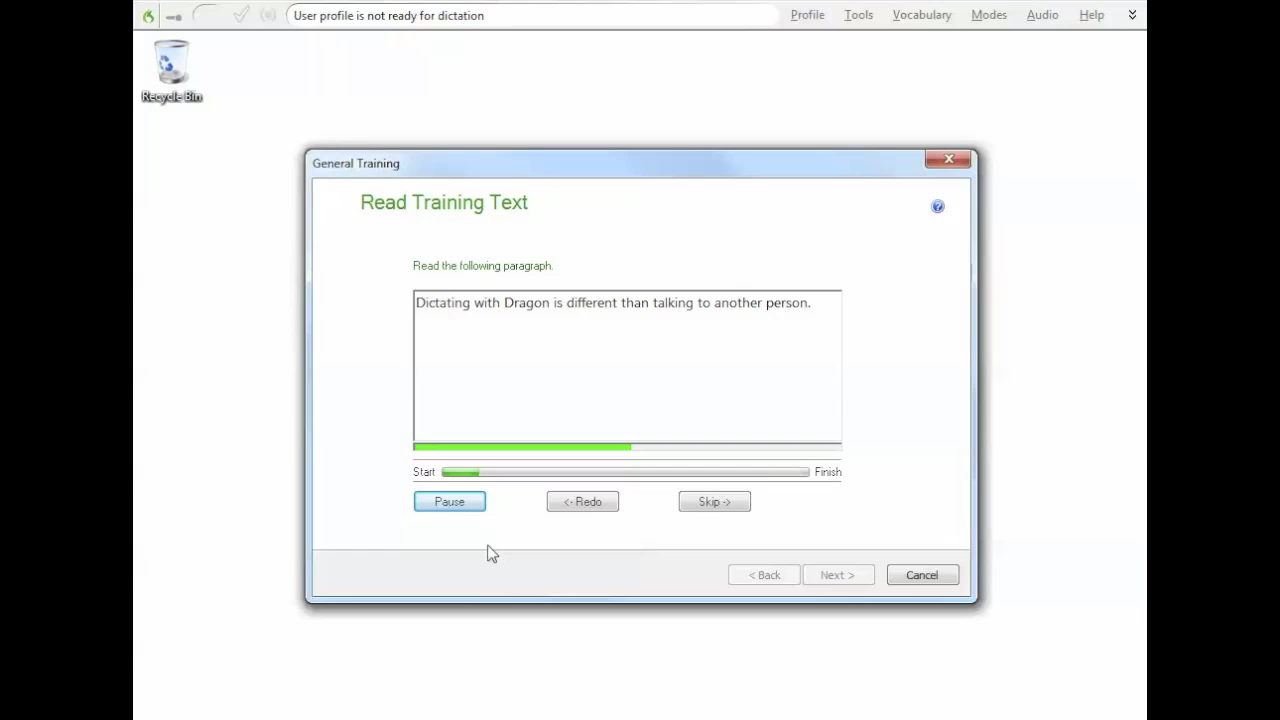 User profile is not ready for dictation Profile Tools Vocabulary Modes Audio Help
Recycle Bin
General Training
Read Training Text
Read the following paragraph.
Dictating with Dragon is different than talking to another person.
Start Finish
Pause <- Redo Skip ->
< Back Next > Cancel